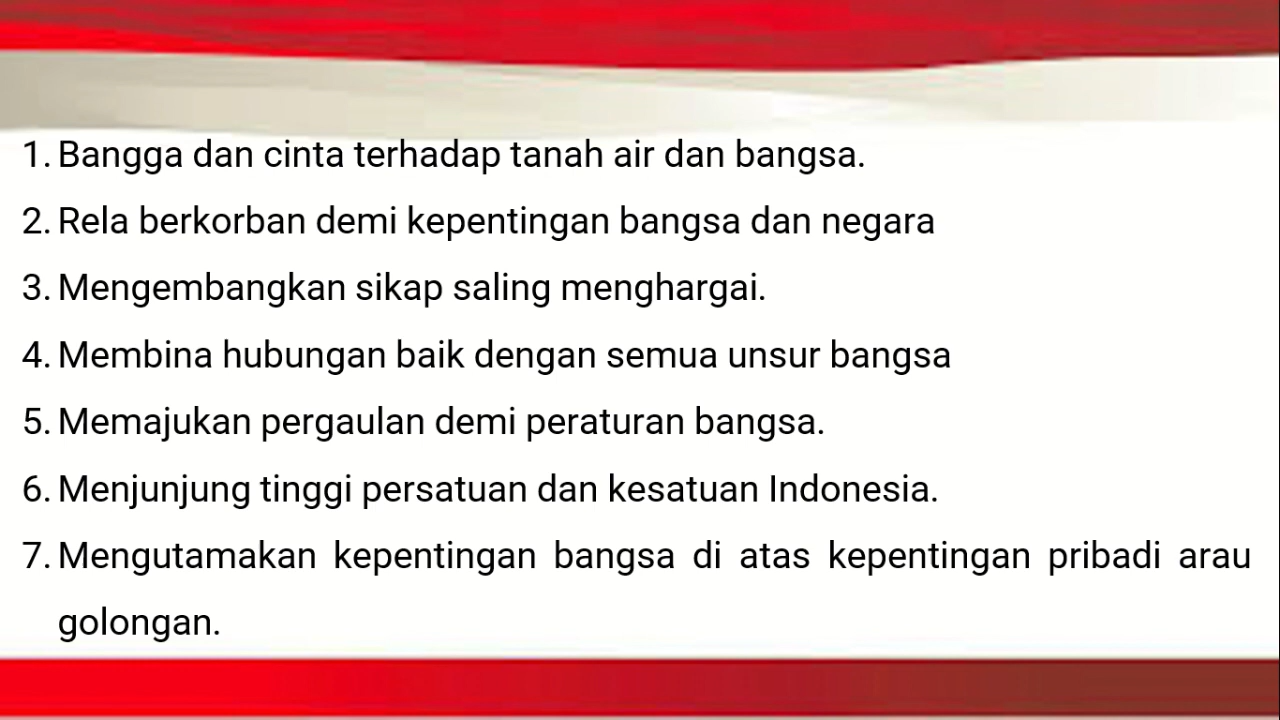 1. Bangga dan cinta terhadap tanah air dan bangsa.
2. Rela berkorban demi kepentingan bangsa dan negara
3. Mengembangkan sikap saling menghargai.
4. Membina hubungan baik dengan semua unsur bangsa
5. Memajukan pergaulan demi peraturan bangsa.
6. Menjunjung tinggi persatuan dan kesatuan Indonesia.
7. Mengutamakan kepentingan bangsa di atas kepentingan pribadi arau
golongan.